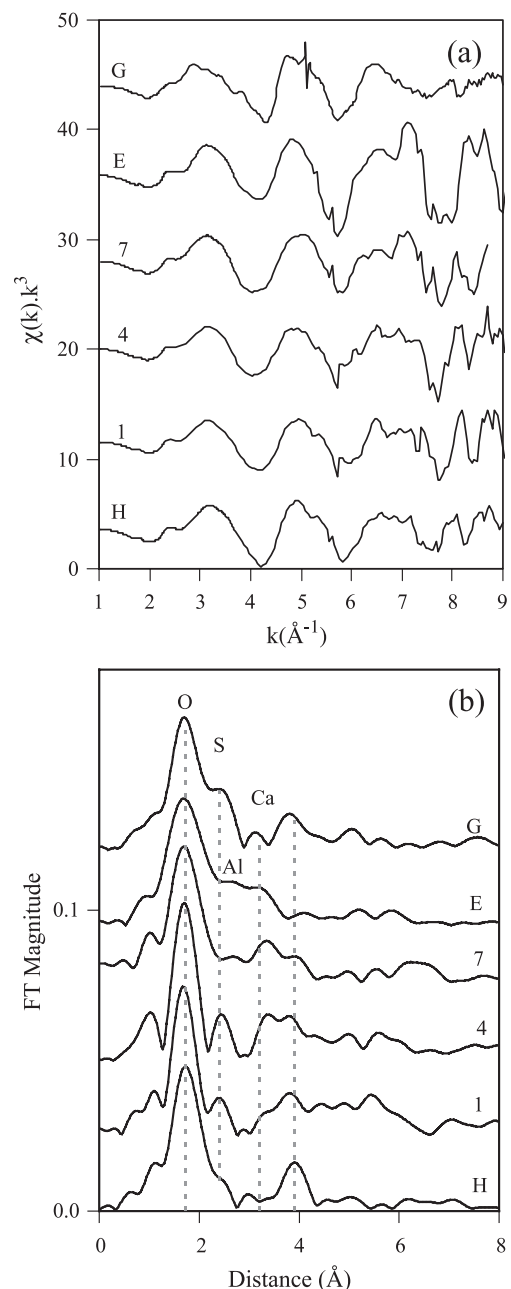 (a)
50
40
30
20
10
0
χ(k).k³
G
E
7
4
1
H
1 2 3 4 5 6 7 8 9
k(Å⁻¹)
(b)
O
S
Ca
Al
G
E
7
4
1
H
0.1
0.0
FT Magnitude
0 2 4 6 8
Distance (Å)